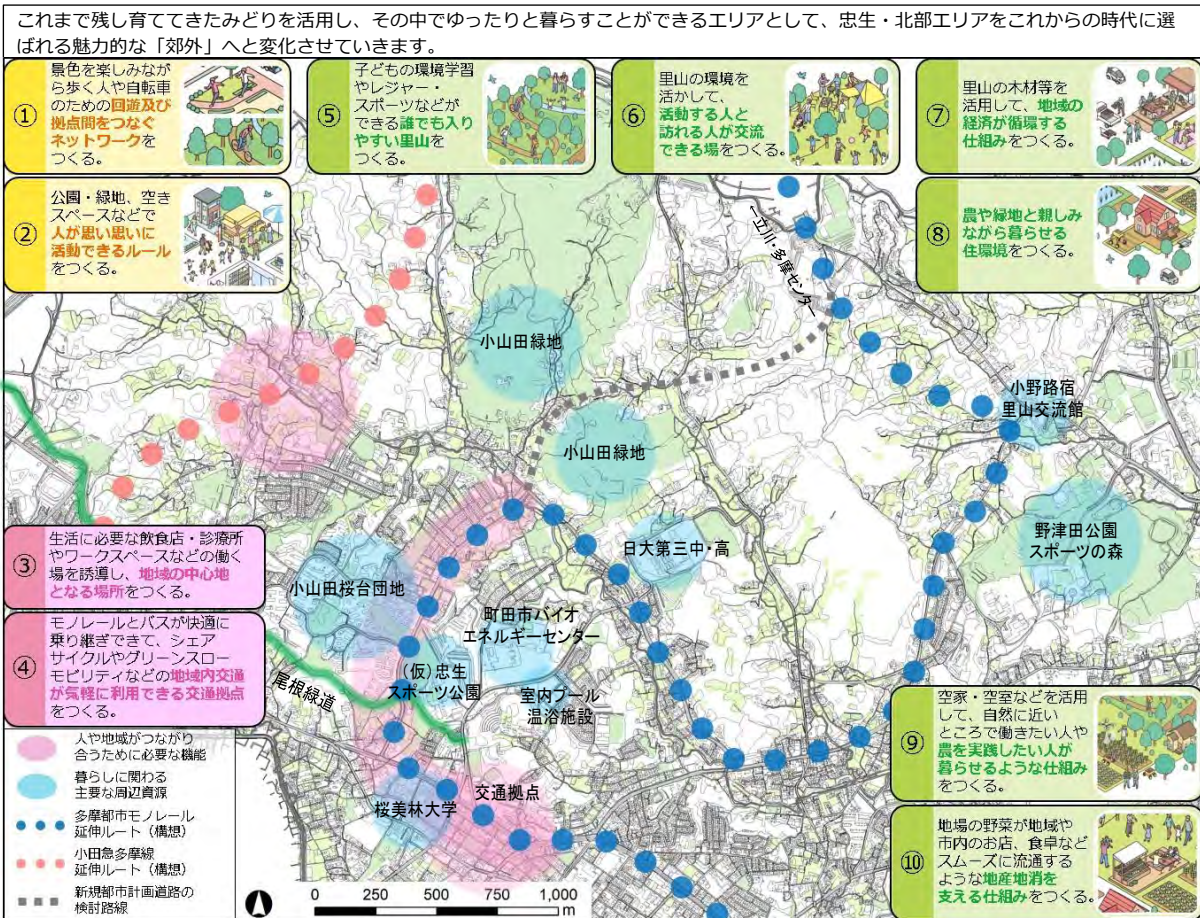 これまで残し育ててきたみどりを活用し、その中でゆったりと暮らすことができるエリアとして、忠生・北部エリアをこれからの時代に選
ばれる魅力的な「郊外」へと変化させていきます。
①
景色を楽しみなが
ら歩く人や自転車
のための回遊及び
拠点間をつなぐ
ネットワークを
つくる。
⑤
子どもの環境学習
やレジャー・
スポーツなどが
できる誰でも入り
やすい里山を
つくる。
⑥
里山の環境を
活かして、
活動する人と
訪れる人が交流
できる場をつくる。
⑦
里山の木材等を
活用して、地域の
経済が循環する
仕組みをつくる。
②
公園・緑地、空き
スペースなどで
人が思い思いに
活動できるルール
をつくる。
⑧
農や緑地と親しみ
ながら暮らせる
住環境をつくる。
←立川・多摩センター
小山田緑地
小野路宿
里山交流館
小山田緑地
野津田公園
スポーツの森
日大第三中・高
③
生活に必要な飲食店・診療所
やワークスペースなどの働く
場を誘導し、地域の中心地
となる場所をつくる。
小山田桜台団地
町田市バイオ
エネルギーセンター
④
モノレールとバスが快適に
乗り継ぎできて、シェア
サイクルやグリーンスロー
モビリティなどの地域内交通
が気軽に利用できる交通拠点
をつくる。
(仮)忠生
スポーツ公園
尾根緑道
室内プール
温浴施設
⑨
空家・空室などを活用
して、自然に近い
ところで働きたい人や
農を実践したい人が
暮らせるような仕組み
をつくる。
人や地域がつながり
合うために必要な機能
暮らしに関わる
主要な周辺資源
多摩都市モノレール
延伸ルート(構想)
小田急多摩線
延伸ルート(構想)
新規都市計画道路の
検討路線
桜美林大学
交通拠点
⑩
地場の野菜が地域や
市内のお店、食卓など
スムーズに流通する
ような地産地消を
支える仕組みをつくる。
0 250 500 750 1,000
m